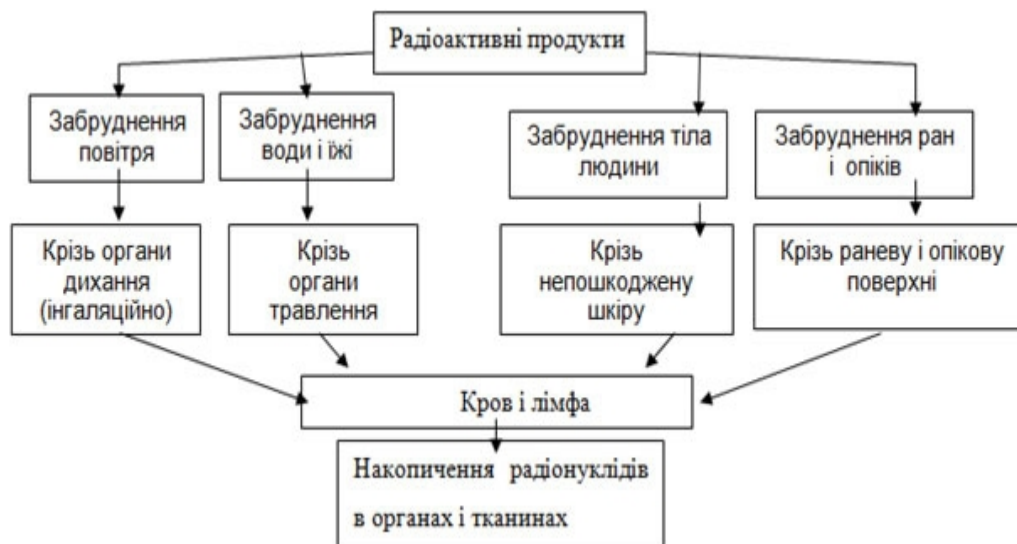 Радіоактивні продукти
Забруднення
повітря
Забруднення
води і їжі
Забруднення тіла
людини
Забруднення ран
і опіків
Крізь органи
дихання
(інгаляційно)
Крізь
органи
травлення
Крізь
непошкоджену
шкіру
Крізь раневу і опікову
поверхні
Кров і лімфа
Накопичення радіонуклідів
в органах і тканинах